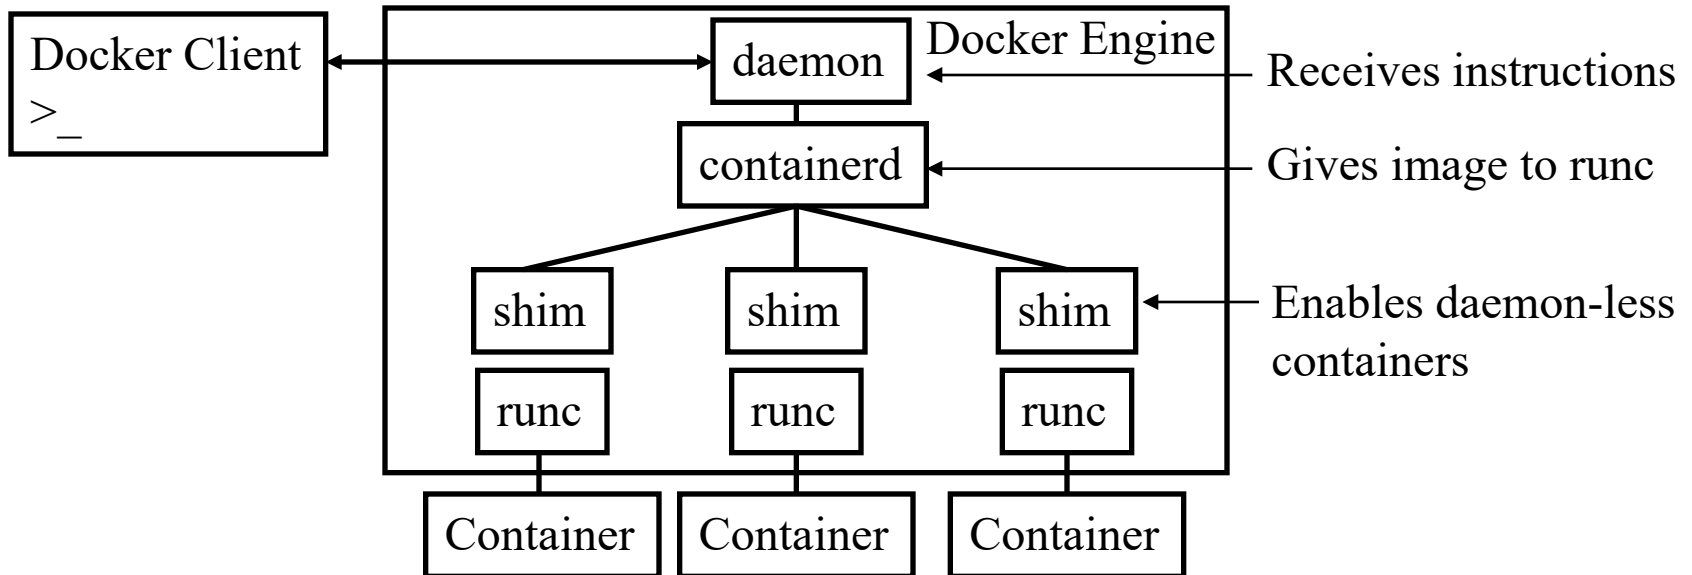 Docker Client
>_
daemon
Docker Engine
Receives instructions
containerd
Gives image to runc
shim
shim
shim
Enables daemon-less
containers
runc
runc
runc
Container
Container
Container